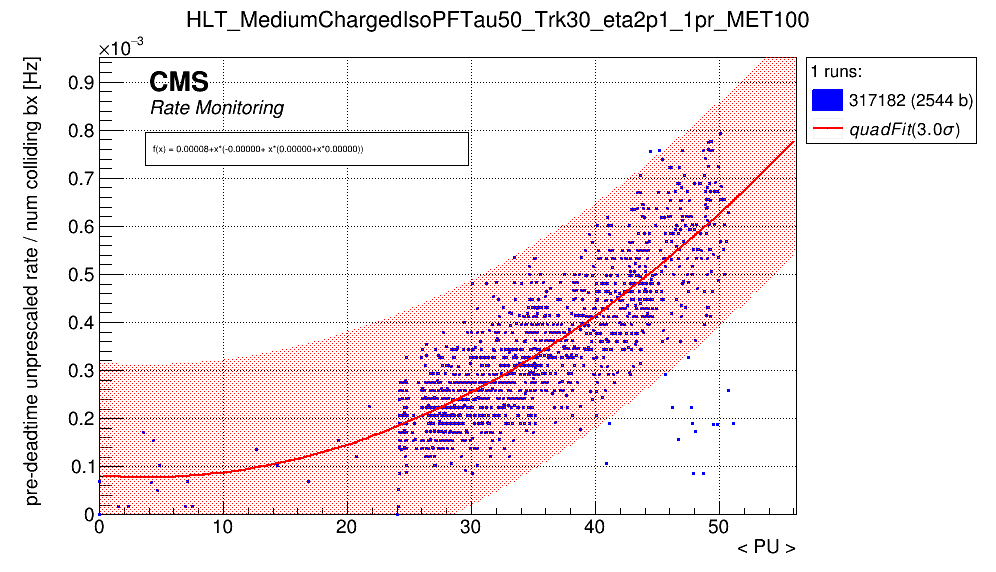 HLT_MediumChargedIsoPFTau50_Trk30_eta2p1_1pr_MET100
×10⁻³
CMS
Rate Monitoring
f(x) = 0.00008+x*(-0.00000+ x*(0.00000+x*0.00000))
pre-deadtime unprescaled rate / num colliding bx [Hz]
0.9
0.8
0.7
0.6
0.5
0.4
0.3
0.2
0.1
0
0 10 20 30 40 50
< PU >
1 runs:
317182 (2544 b)
quadFit(3.0σ)